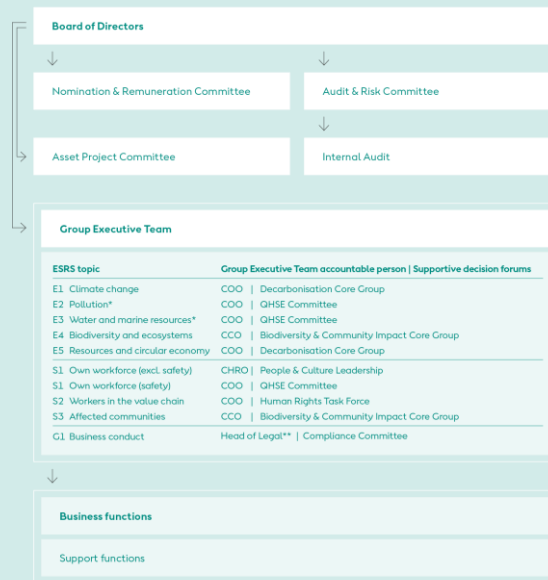 Board of Directors
Nomination & Remuneration Committee
Audit & Risk Committee
Asset Project Committee
Internal Audit
Group Executive Team
ESRS topic Group Executive Team accountable person | Supportive decision forums
E1 Climate change COO | Decarbonisation Core Group
E2 Pollution* COO | QHSE Committee
E3 Water and marine resources* COO | QHSE Committee
E4 Biodiversity and ecosystems CCO | Biodiversity & Community Impact Core Group
E5 Resources and circular economy COO | Decarbonisation Core Group
S1 Own workforce (excl. safety) CHRO | People & Culture Leadership
S1 Own workforce (safety) COO | QHSE Committee
S2 Workers in the value chain COO | Human Rights Task Force
S3 Affected communities CCO | Biodiversity & Community Impact Core Group
G1 Business conduct Head of Legal** | Compliance Committee
Business functions
Support functions